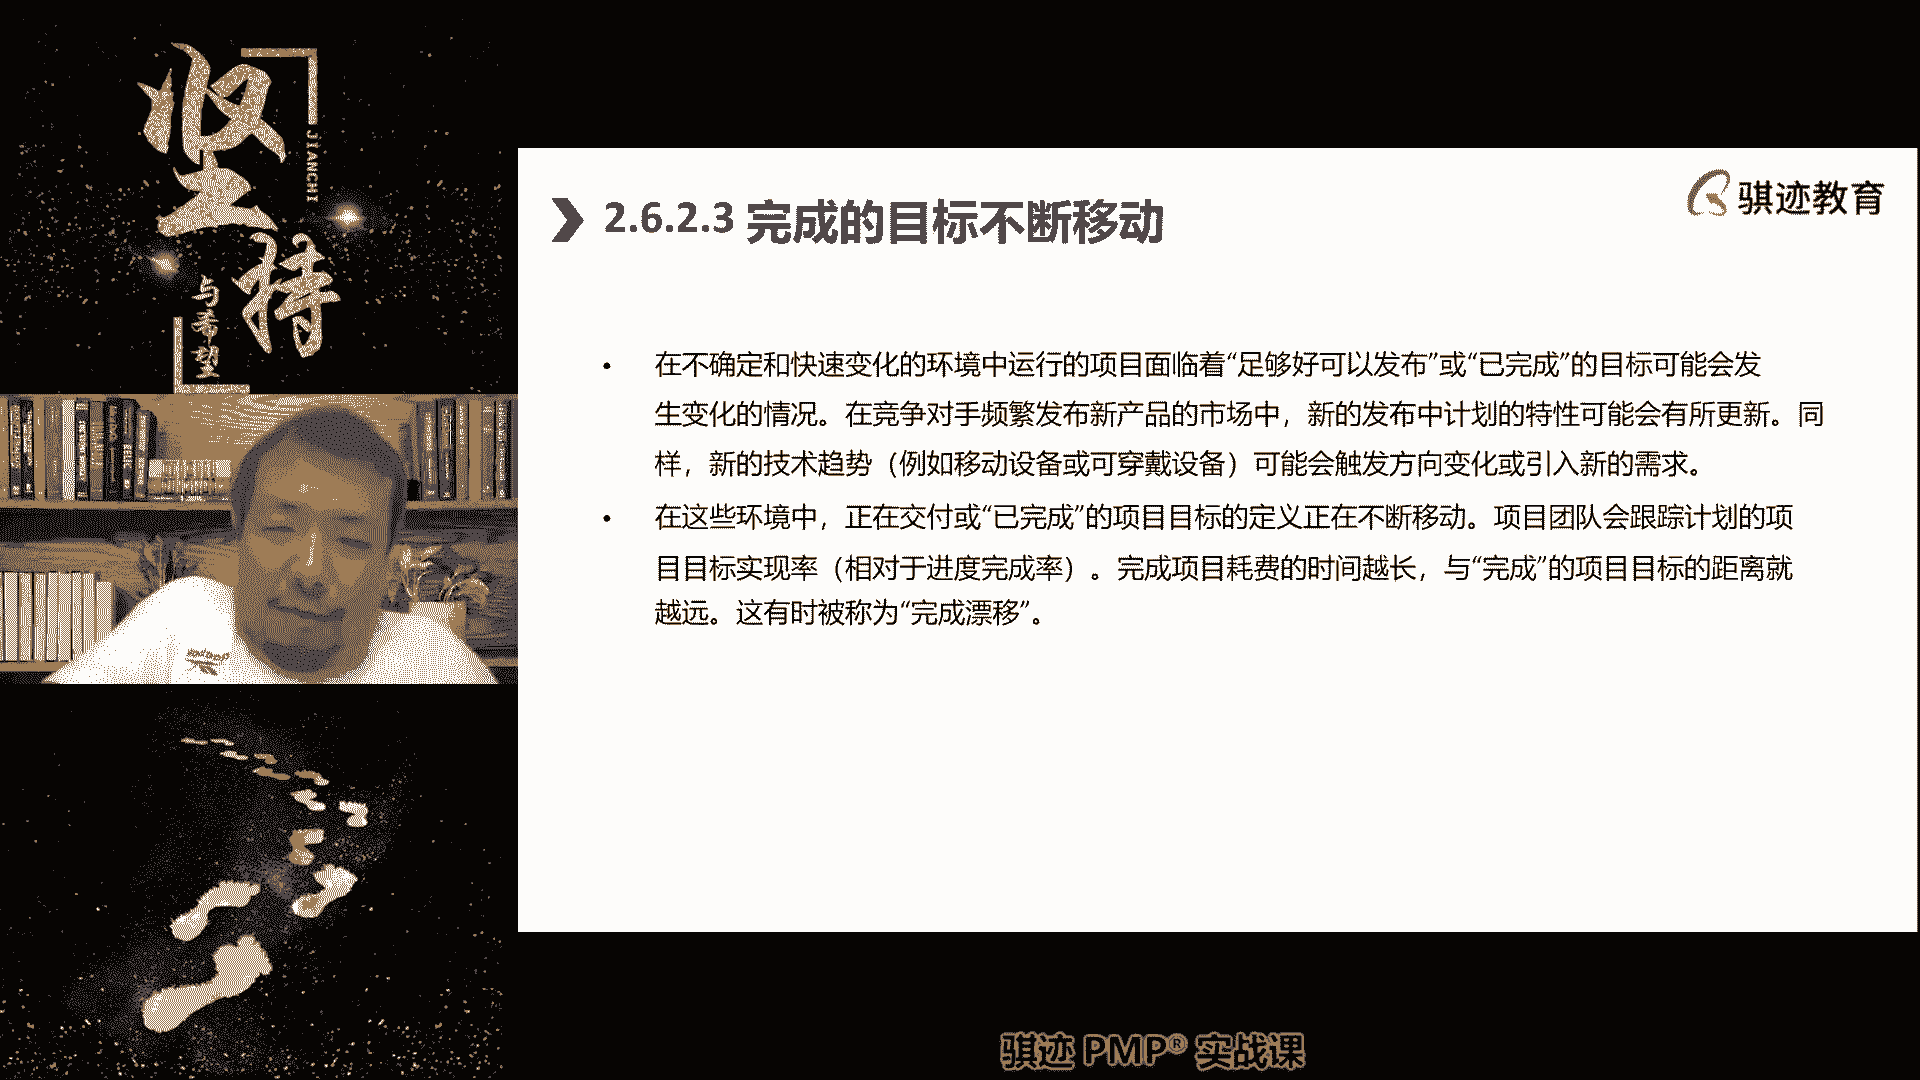 坚持
JIANCHI
与希望
骐迹教育
2.6.2.3 完成的目标不断移动
• 在不确定和快速变化的环境中运行的项目面临着“足够好可以发布”或“已完成”的目标可能会发
生变化的情况。在竞争对手频繁发布新产品的市场中，新的发布中计划的特性可能会有所更新。同
样，新的技术趋势（例如移动设备或可穿戴设备）可能会触发方向变化或引入新的需求。
• 在这些环境中，正在交付或“已完成”的项目目标的定义正在不断移动。项目团队会跟踪计划的项
目目标实现率（相对于进度完成率）。完成项目耗费的时间越长，与“完成”的项目目标的距离就
越远。这有时被称为“完成漂移”。
骐迹 PMP® 实战课